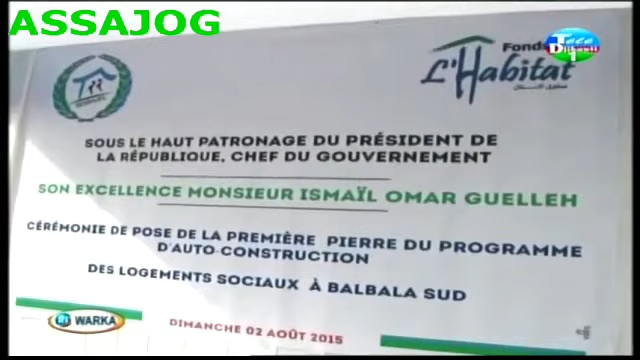 ASSAJOG
Fonds
L'Habitat
SOUS LE HAUT PATRONAGE DU PRÉSIDENT DE
LA RÉPUBLIQUE, CHEF DU GOUVERNEMENT
SON EXCELLENCE MONSIEUR ISMAÏL OMAR GUELLEH
CÉRÉMONIE DE POSE DE LA PREMIÈRE PIERRE DU PROGRAMME
D'AUTO-CONSTRUCTION
DES LOGEMENTS SOCIAUX À BALBALA SUD
WARKA
DIMANCHE 02 AOÛT 2015